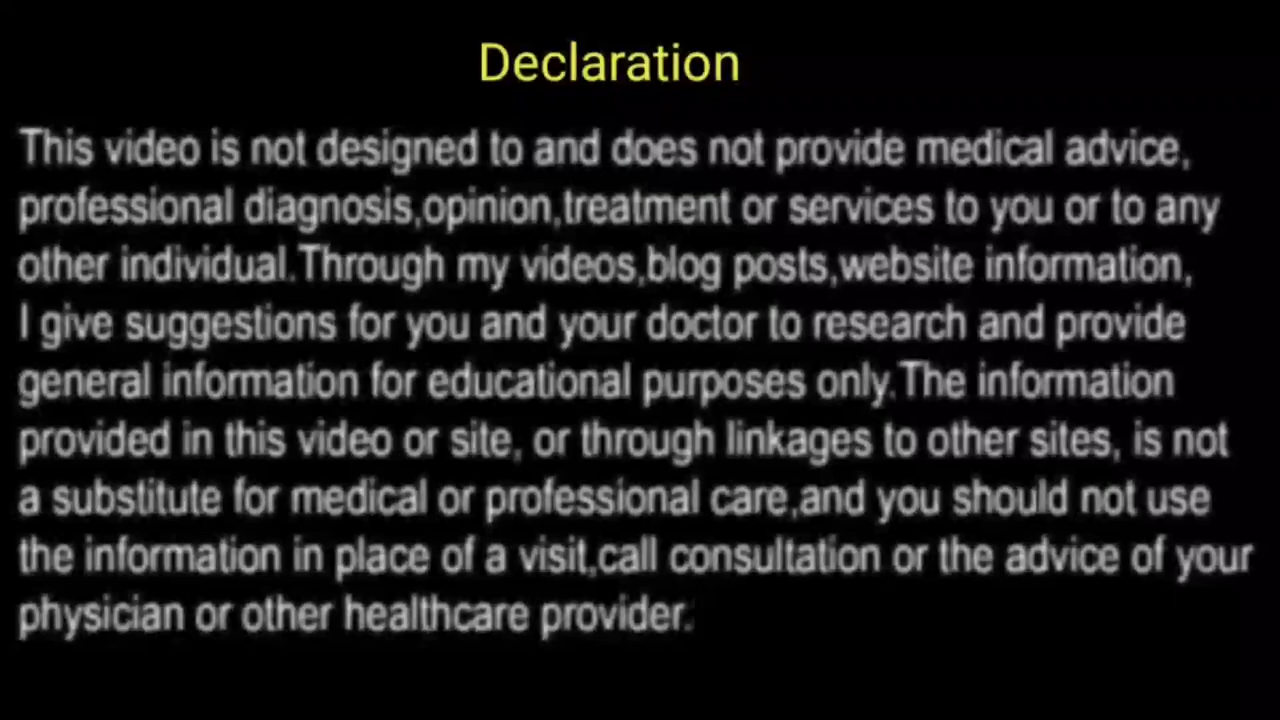 Declaration
This video is not designed to and does not provide medical advice,
professional diagnosis,opinion,treatment or services to you or to any
other individual.Through my videos,blog posts,website information,
I give suggestions for you and your doctor to research and provide
general information for educational purposes only.The information
provided in this video or site, or through linkages to other sites, is not
a substitute for medical or professional care,and you should not use
the information in place of a visit,call consultation or the advice of your
physician or other healthcare provider.